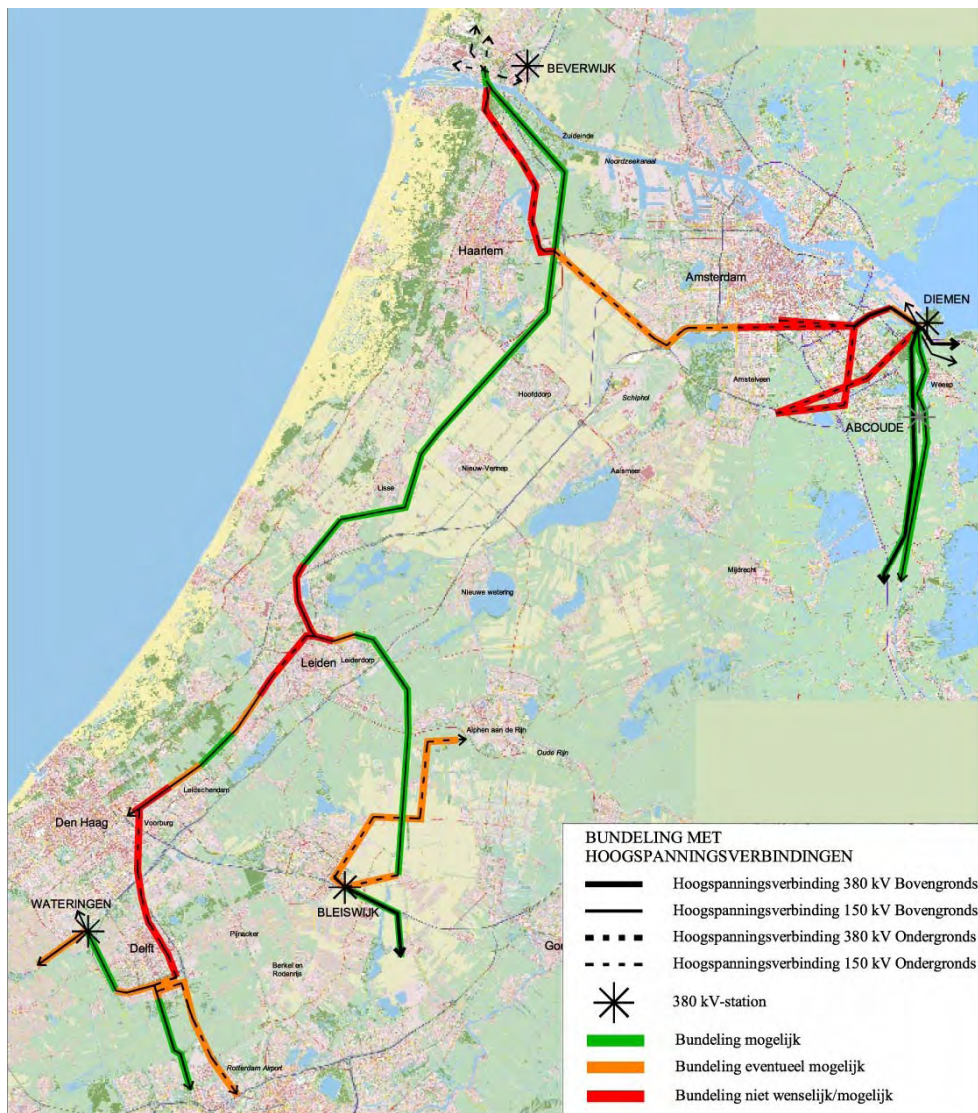 BEVERWIJK
Zuideinde
Noordzeekanaal
Haarlem
Amsterdam
DIEMEN
Amstelveen
Weesp
Hoofddorp
Schiphol
ABCOUDE
Nieuw-Vennep
Aalsmeer
Lisse
Mijdrecht
Nieuwe wetering
Leiden
Leiderdorp
Alphen aan de Rijn
Oude Rijn
Leidschendam
Den Haag
Voorburg
WATERINGEN
BLEISWIJK
Delft
Pijnacker
Berkel en
Rodenrijs
Gou
Rotterdam Airport
BUNDELING MET
HOOGSPANNINGSVERBINDINGEN
Hoogspanningsverbinding 380 kV Bovengronds
Hoogspanningsverbinding 150 kV Bovengronds
Hoogspanningsverbinding 380 kV Ondergronds
Hoogspanningsverbinding 150 kV Ondergronds
380 kV-station
Bundeling mogelijk
Bundeling eventueel mogelijk
Bundeling niet wenselijk/mogelijk